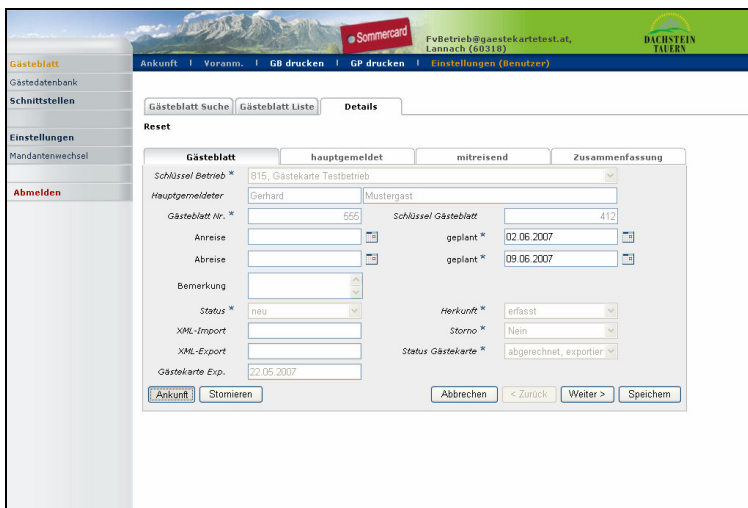 Sommercard
FvBetrieb@gaestekartetest.at,
Lannach (60318)
DACHSTEIN
TAUERN
Gästeblatt
Gästedatenbank
Schnittstellen
Einstellungen
Mandantenwechsel
Abmelden
Ankunft | Voranm. | GB drucken | GP drucken | Einstellungen (Benutzer)
Gästeblatt Suche Gästeblatt Liste Details
Reset
Gästeblatt hauptgemeldet mitreisend Zusammenfassung
Schlüssel Betrieb * 815, Gästekarte Testbetrieb
Hauptgemeldeter Gerhard Mustergast
Gästeblatt Nr. * 555 Schlüssel Gästeblatt 412
Anreise geplant * 02.06.2007
Abreise geplant * 09.06.2007
Bemerkung
Status * neu Herkunft * erfasst
XML-Import Storno * Nein
XML-Export Status Gästekarte * abgerechnet, exportier
Gästekarte Exp. 22.05.2007
Ankunft Stornieren Abbrechen < Zurück Weiter > Speichern